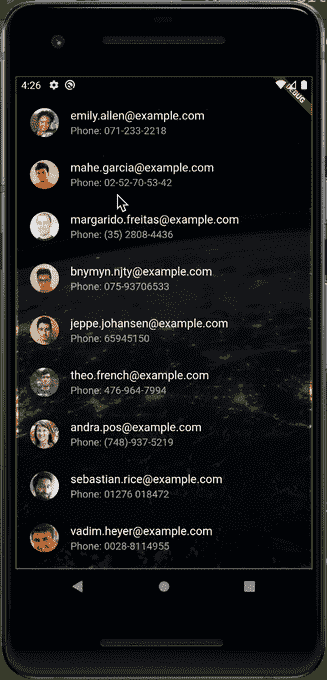 4:26
DEBUG
emily.allen@example.com
Phone: 071-233-2218
mahe.garcia@example.com
Phone: 02-52-70-53-42
margarido.freitas@example.com
Phone: (35) 2808-4436
bnymyn.njty@example.com
Phone: 075-93706533
jeppe.johansen@example.com
Phone: 65945150
theo.french@example.com
Phone: 476-964-7994
andra.pos@example.com
Phone: (748)-937-5219
sebastian.rice@example.com
Phone: 01276 018472
vadim.heyer@example.com
Phone: 0028-8114955